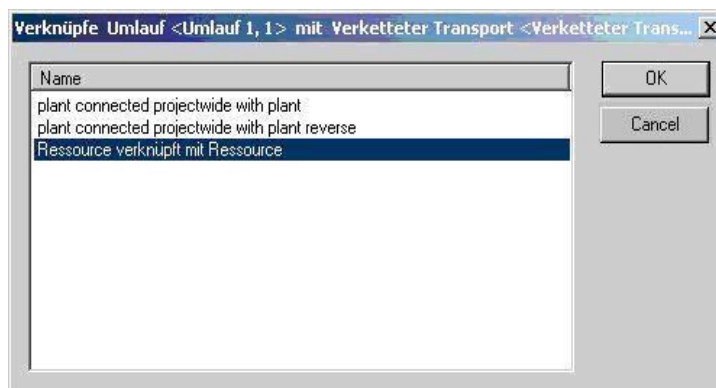 Verknüpfe Umlauf <Umlauf 1, 1> mit Verketteter Transport <Verketteter Trans...
Name
OK
plant connected projectwide with plant
plant connected projectwide with plant reverse
Cancel
Ressource verknüpft mit Ressource